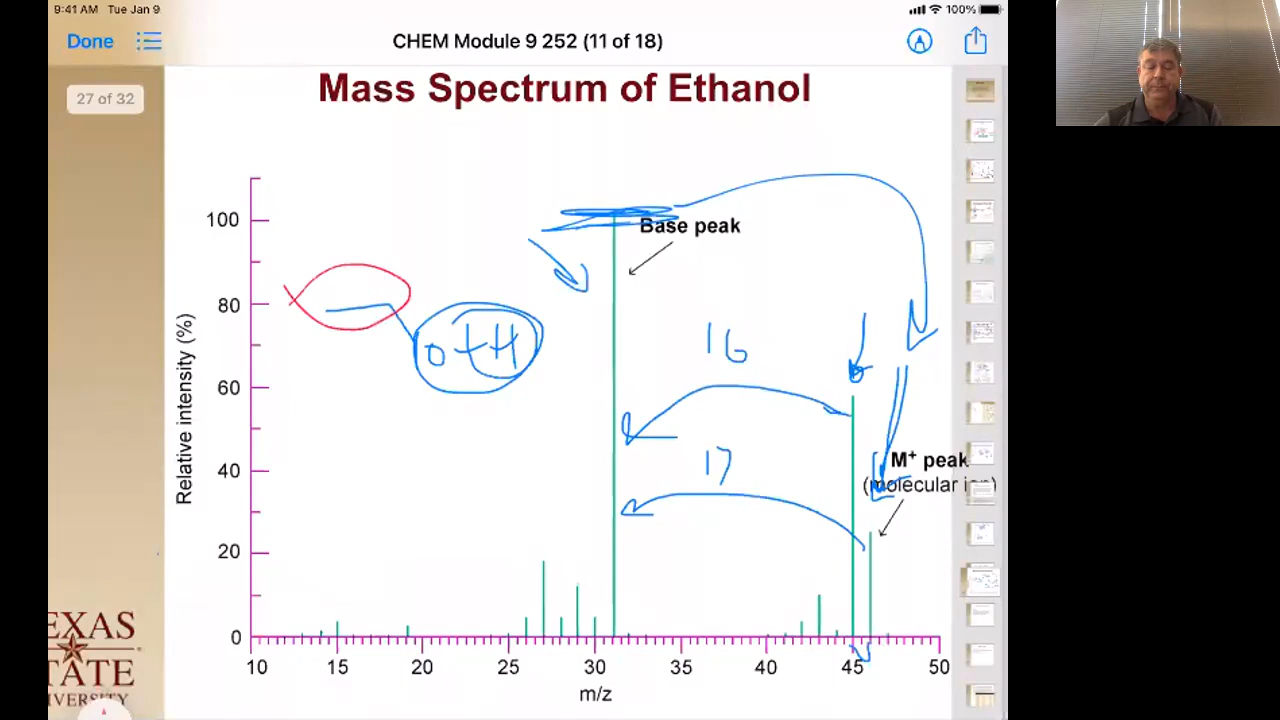 9:41 AM Tue Jan 9
100%
Done
CHEM Module 9 252 (11 of 18)
27 of 32
Mass Spectrum of Ethanol
Relative intensity (%)
100
80
60
40
20
0
Base peak
O H
16
17
M⁺ peak
(molecular ion)
10 15 20 25 30 35 40 45 50
m/z
EXAS
TATE
IVERSITY